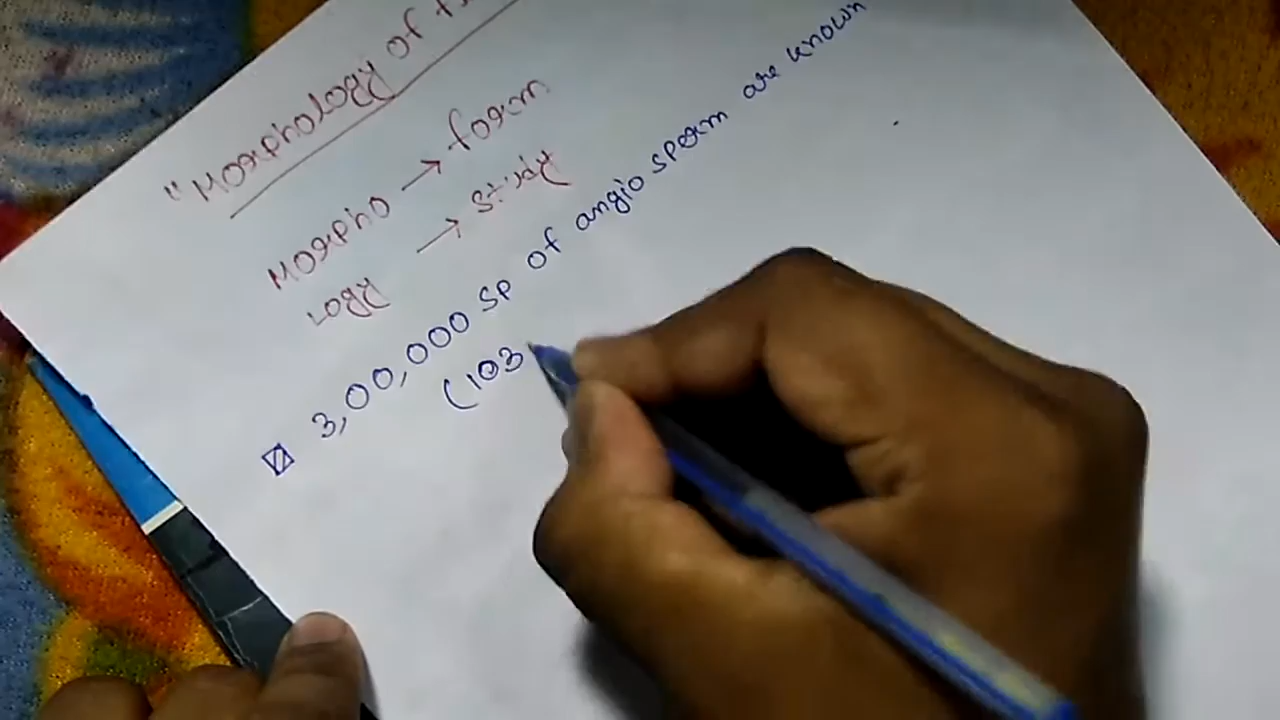 "Morphology of
Morpho → form
logy → study
3,00,000 sp of angio sperm are known
(103